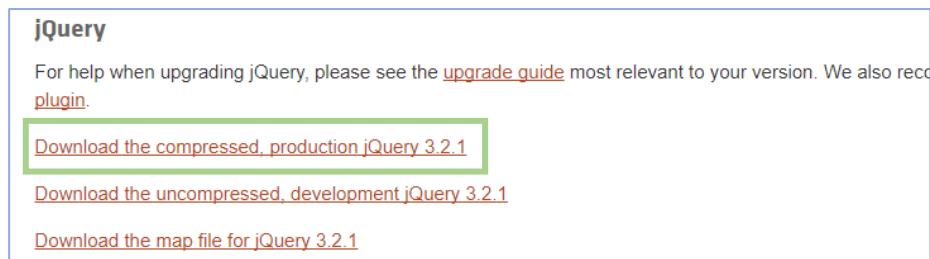 jQuery
For help when upgrading jQuery, please see the upgrade guide most relevant to your version. We also
plugin.
Download the compressed, production jQuery 3.2.1
Download the uncompressed, development jQuery 3.2.1
Download the map file for jQuery 3.2.1